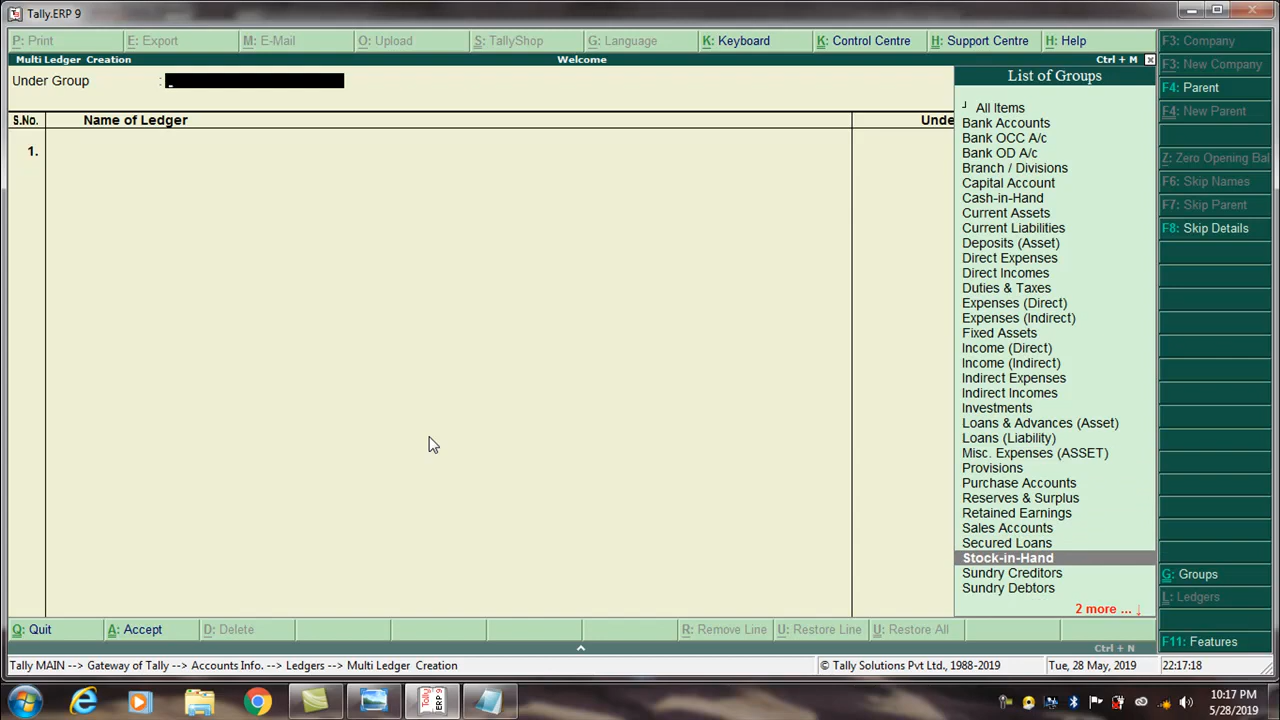 Tally.ERP 9
P: Print
E: Export
M: E-Mail
O: Upload
S: TallyShop
G: Language
K: Keyboard
K: Control Centre
H: Support Centre
H: Help
Multi Ledger Creation
Welcome
Ctrl + M
Under Group :
S.No.
Name of Ledger
Unde
1.
List of Groups
┘ All Items
Bank Accounts
Bank OCC A/c
Bank OD A/c
Branch / Divisions
Capital Account
Cash-in-Hand
Current Assets
Current Liabilities
Deposits (Asset)
Direct Expenses
Direct Incomes
Duties & Taxes
Expenses (Direct)
Expenses (Indirect)
Fixed Assets
Income (Direct)
Income (Indirect)
Indirect Expenses
Indirect Incomes
Investments
Loans & Advances (Asset)
Loans (Liability)
Misc. Expenses (ASSET)
Provisions
Purchase Accounts
Reserves & Surplus
Retained Earnings
Sales Accounts
Secured Loans
Stock-in-Hand
Sundry Creditors
Sundry Debtors
2 more ... ↓
F3: Company
F3: New Company
F4: Parent
F4: New Parent
Z: Zero Opening Bal
F6: Skip Names
F7: Skip Parent
F8: Skip Details
G: Groups
L: Ledgers
F11: Features
Q: Quit
A: Accept
D: Delete
R: Remove Line
U: Restore Line
U: Restore All
Ctrl + N
Tally MAIN --> Gateway of Tally --> Accounts Info. --> Ledgers --> Multi Ledger Creation
© Tally Solutions Pvt Ltd., 1988-2019
Tue, 28 May, 2019
22:17:18
Tally
ERP 9
10:17 PM
5/28/2019